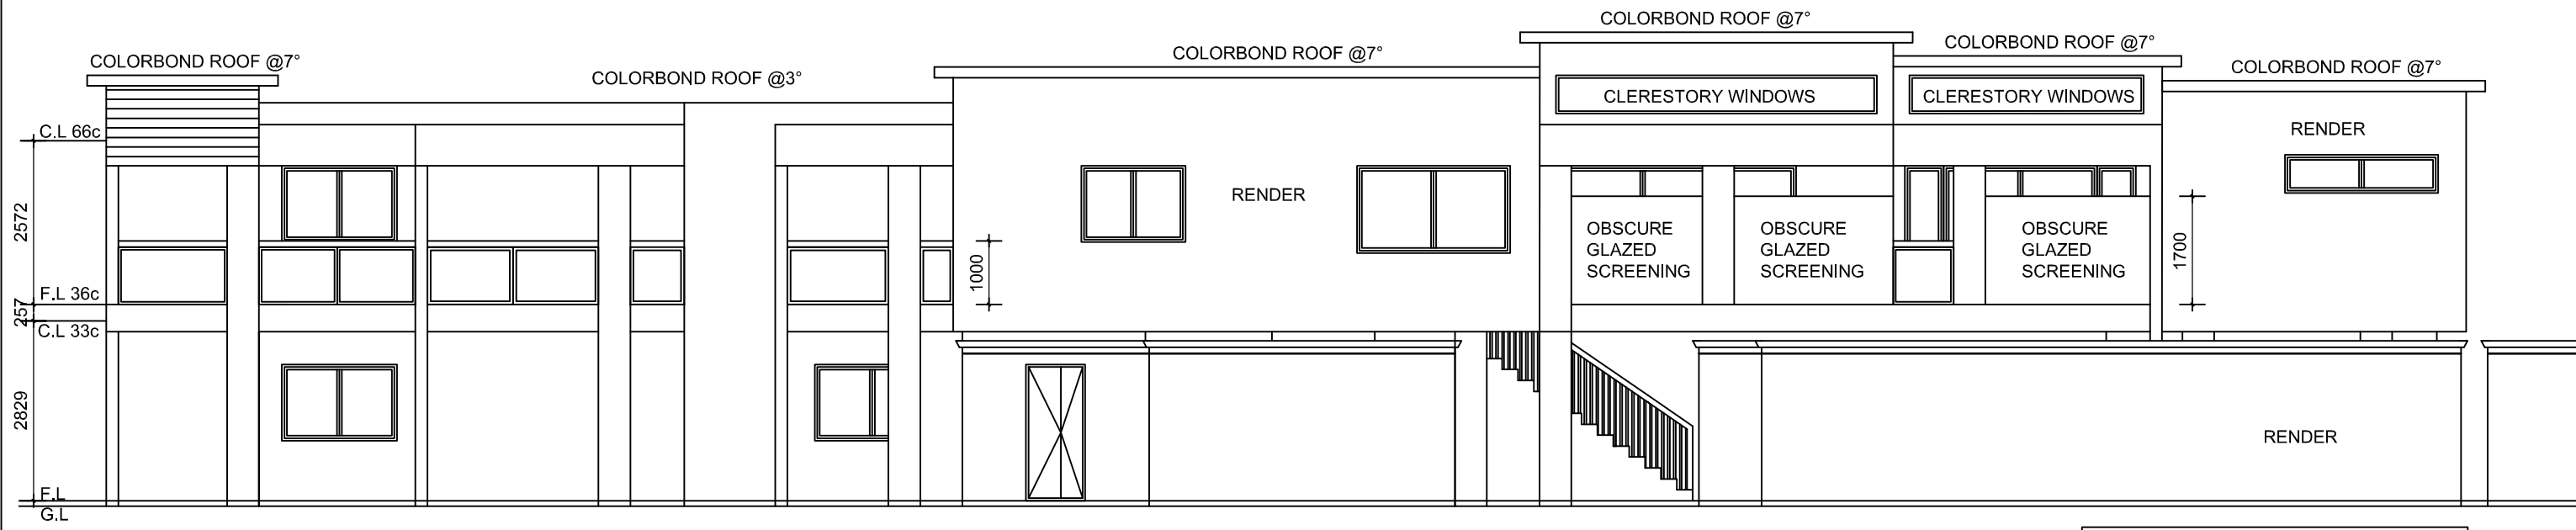 COLORBOND ROOF @7°
COLORBOND ROOF @7°
COLORBOND ROOF @7°
COLORBOND ROOF @7°
COLORBOND ROOF @3°
COLORBOND ROOF @7°
CLERESTORY WINDOWS
CLERESTORY WINDOWS
C.L 66c
RENDER
RENDER
2572
OBSCURE
GLAZED
SCREENING
OBSCURE
GLAZED
SCREENING
OBSCURE
GLAZED
SCREENING
1000
1700
F.L 36c
257
C.L 33c
2829
RENDER
F.L
G.L